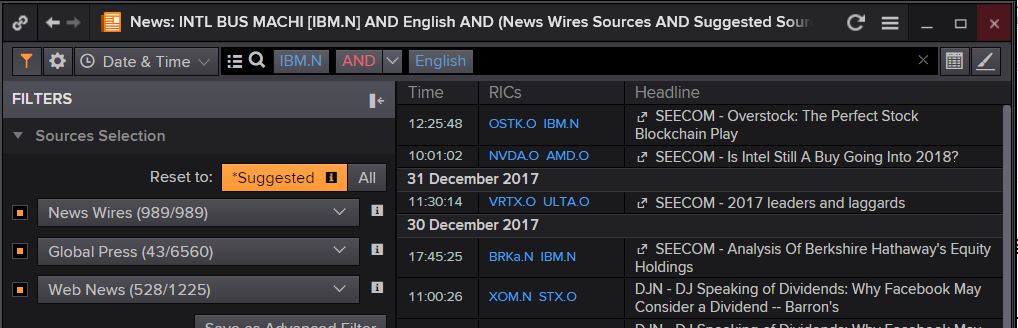 News: INTL BUS MACHI [IBM.N] AND English AND (News Wires Sources AND Suggested Sour
Date & Time IBM.N AND English
FILTERS
Sources Selection
Reset to: *Suggested All
News Wires (989/989)
Global Press (43/6560)
Web News (528/1225)
Save as Advanced Filter
Time RICs Headline
12:25:48 OSTK.O IBM.N SEECOM - Overstock: The Perfect Stock
Blockchain Play
10:01:02 NVDA.O AMD.O SEECOM - Is Intel Still A Buy Going Into 2018?
31 December 2017
11:30:14 VRTX.O ULTA.O SEECOM - 2017 leaders and laggards
30 December 2017
17:45:25 BRKa.N IBM.N SEECOM - Analysis Of Berkshire Hathaway's Equity
Holdings
11:00:26 XOM.N STX.O DJN - DJ Speaking of Dividends: Why Facebook May
Consider a Dividend -- Barron's
DJN - DJ Speaking of Dividends: Why Facebook May